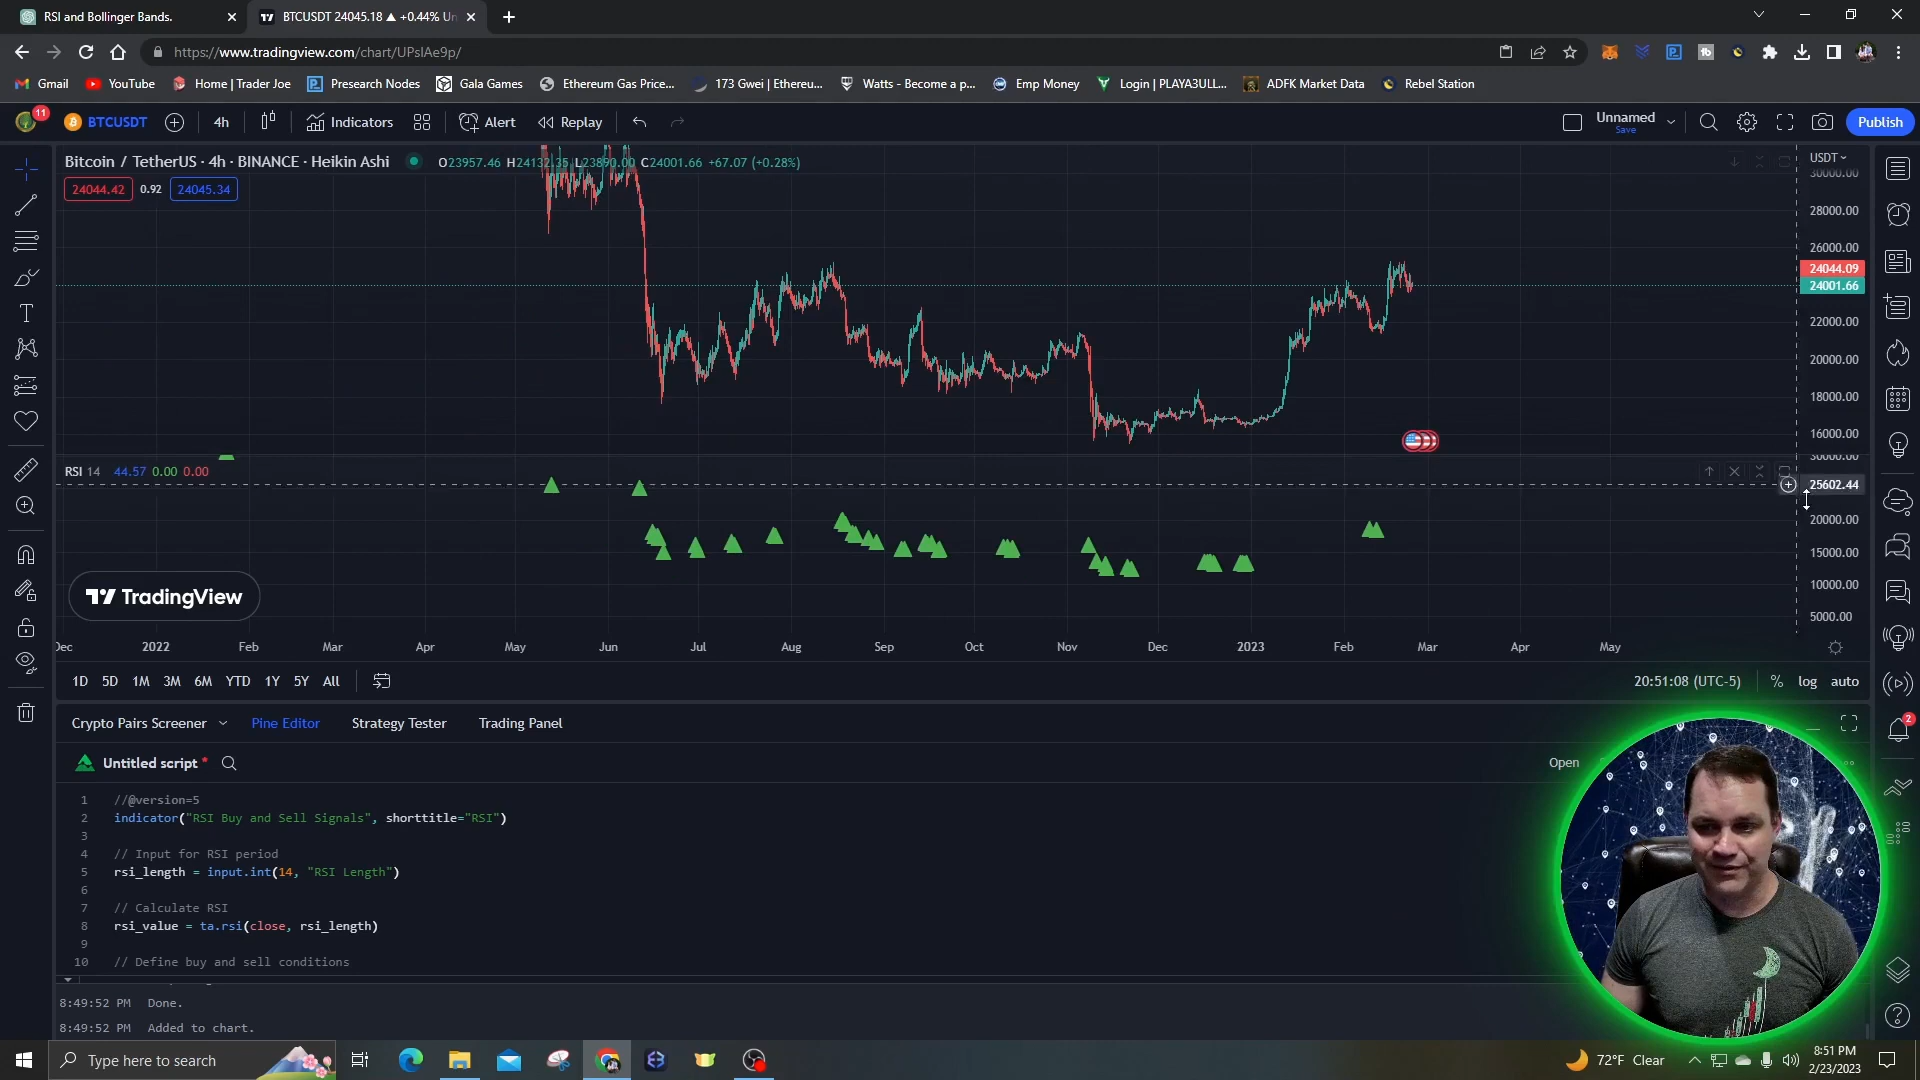 RSI and Bollinger Bands.
BTCUSDT 24045.18 ▲ +0.44% Un
https://www.tradingview.com/chart/UPslAe9p/
Gmail
YouTube
Home | Trader Joe
Presearch Nodes
Gala Games
Ethereum Gas Price...
173 Gwei | Ethereu...
Watts - Become a p...
Emp Money
Login | PLAYA3ULL...
ADFK Market Data
Rebel Station
11
BTCUSDT
4h
Indicators
Alert
Replay
Unnamed
Save
Publish
Bitcoin / TetherUS · 4h · BINANCE · Heikin Ashi
O23957.46 H24132.35 L23890.00 C24001.66 +67.07 (+0.28%)
USDT
24044.42
0.92
24045.34
30000.00
28000.00
26000.00
24044.09
24001.66
22000.00
20000.00
18000.00
16000.00
30000.00
RSI 14 44.57 0.00 0.00
25602.44
20000.00
15000.00
10000.00
5000.00
TradingView
Dec
2022
Feb
Mar
Apr
May
Jun
Jul
Aug
Sep
Oct
Nov
Dec
2023
Feb
Mar
Apr
May
1D 5D 1M 3M 6M YTD 1Y 5Y All
20:51:08 (UTC-5)
%
log
auto
Crypto Pairs Screener
Pine Editor
Strategy Tester
Trading Panel
2
Untitled script *
Open
1 //@version=5
2 indicator("RSI Buy and Sell Signals", shorttitle="RSI")
3
4 // Input for RSI period
5 rsi_length = input.int(14, "RSI Length")
6
7 // Calculate RSI
8 rsi_value = ta.rsi(close, rsi_length)
9
10 // Define buy and sell conditions
8:49:52 PM Done.
8:49:52 PM Added to chart.
Type here to search
72°F Clear
8:51 PM
2/23/2023